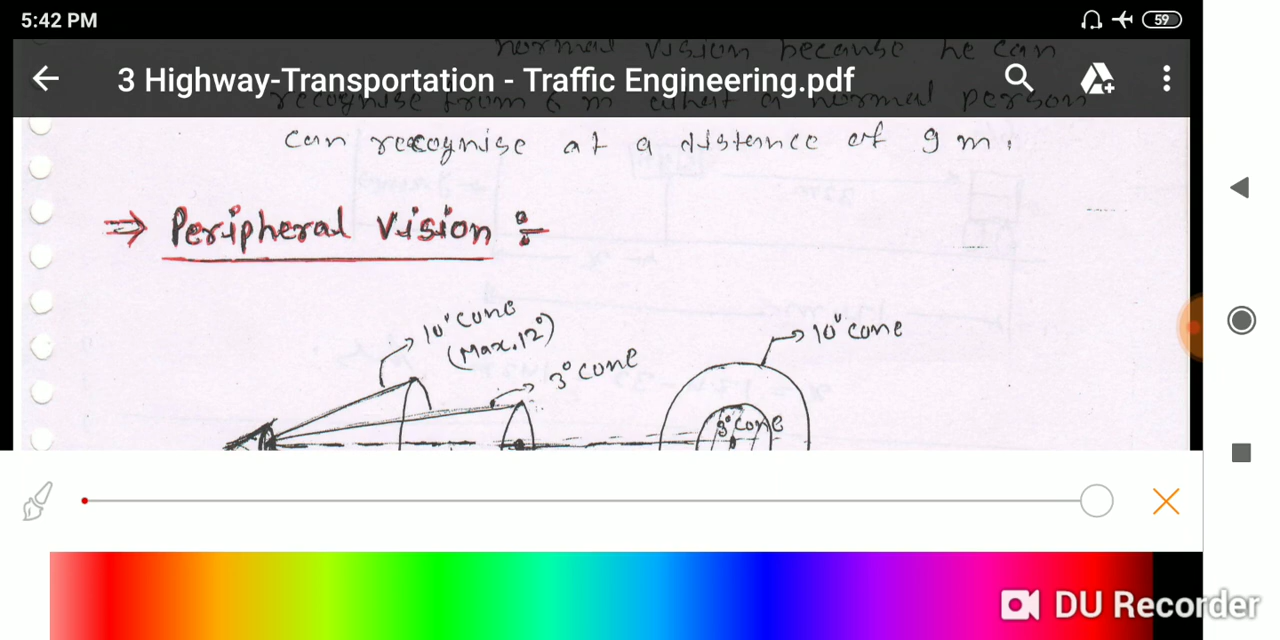 5:42 PM
59
normal vision because he can
3 Highway-Transportation - Traffic Engineering.pdf
recognise from 6 m what a normal person
can recognise at a distance of 9 m.
⇒ Peripheral Vision :-
10° cone
(Max. 12°)
3° cone
10° cone
3° cone
DU Recorder